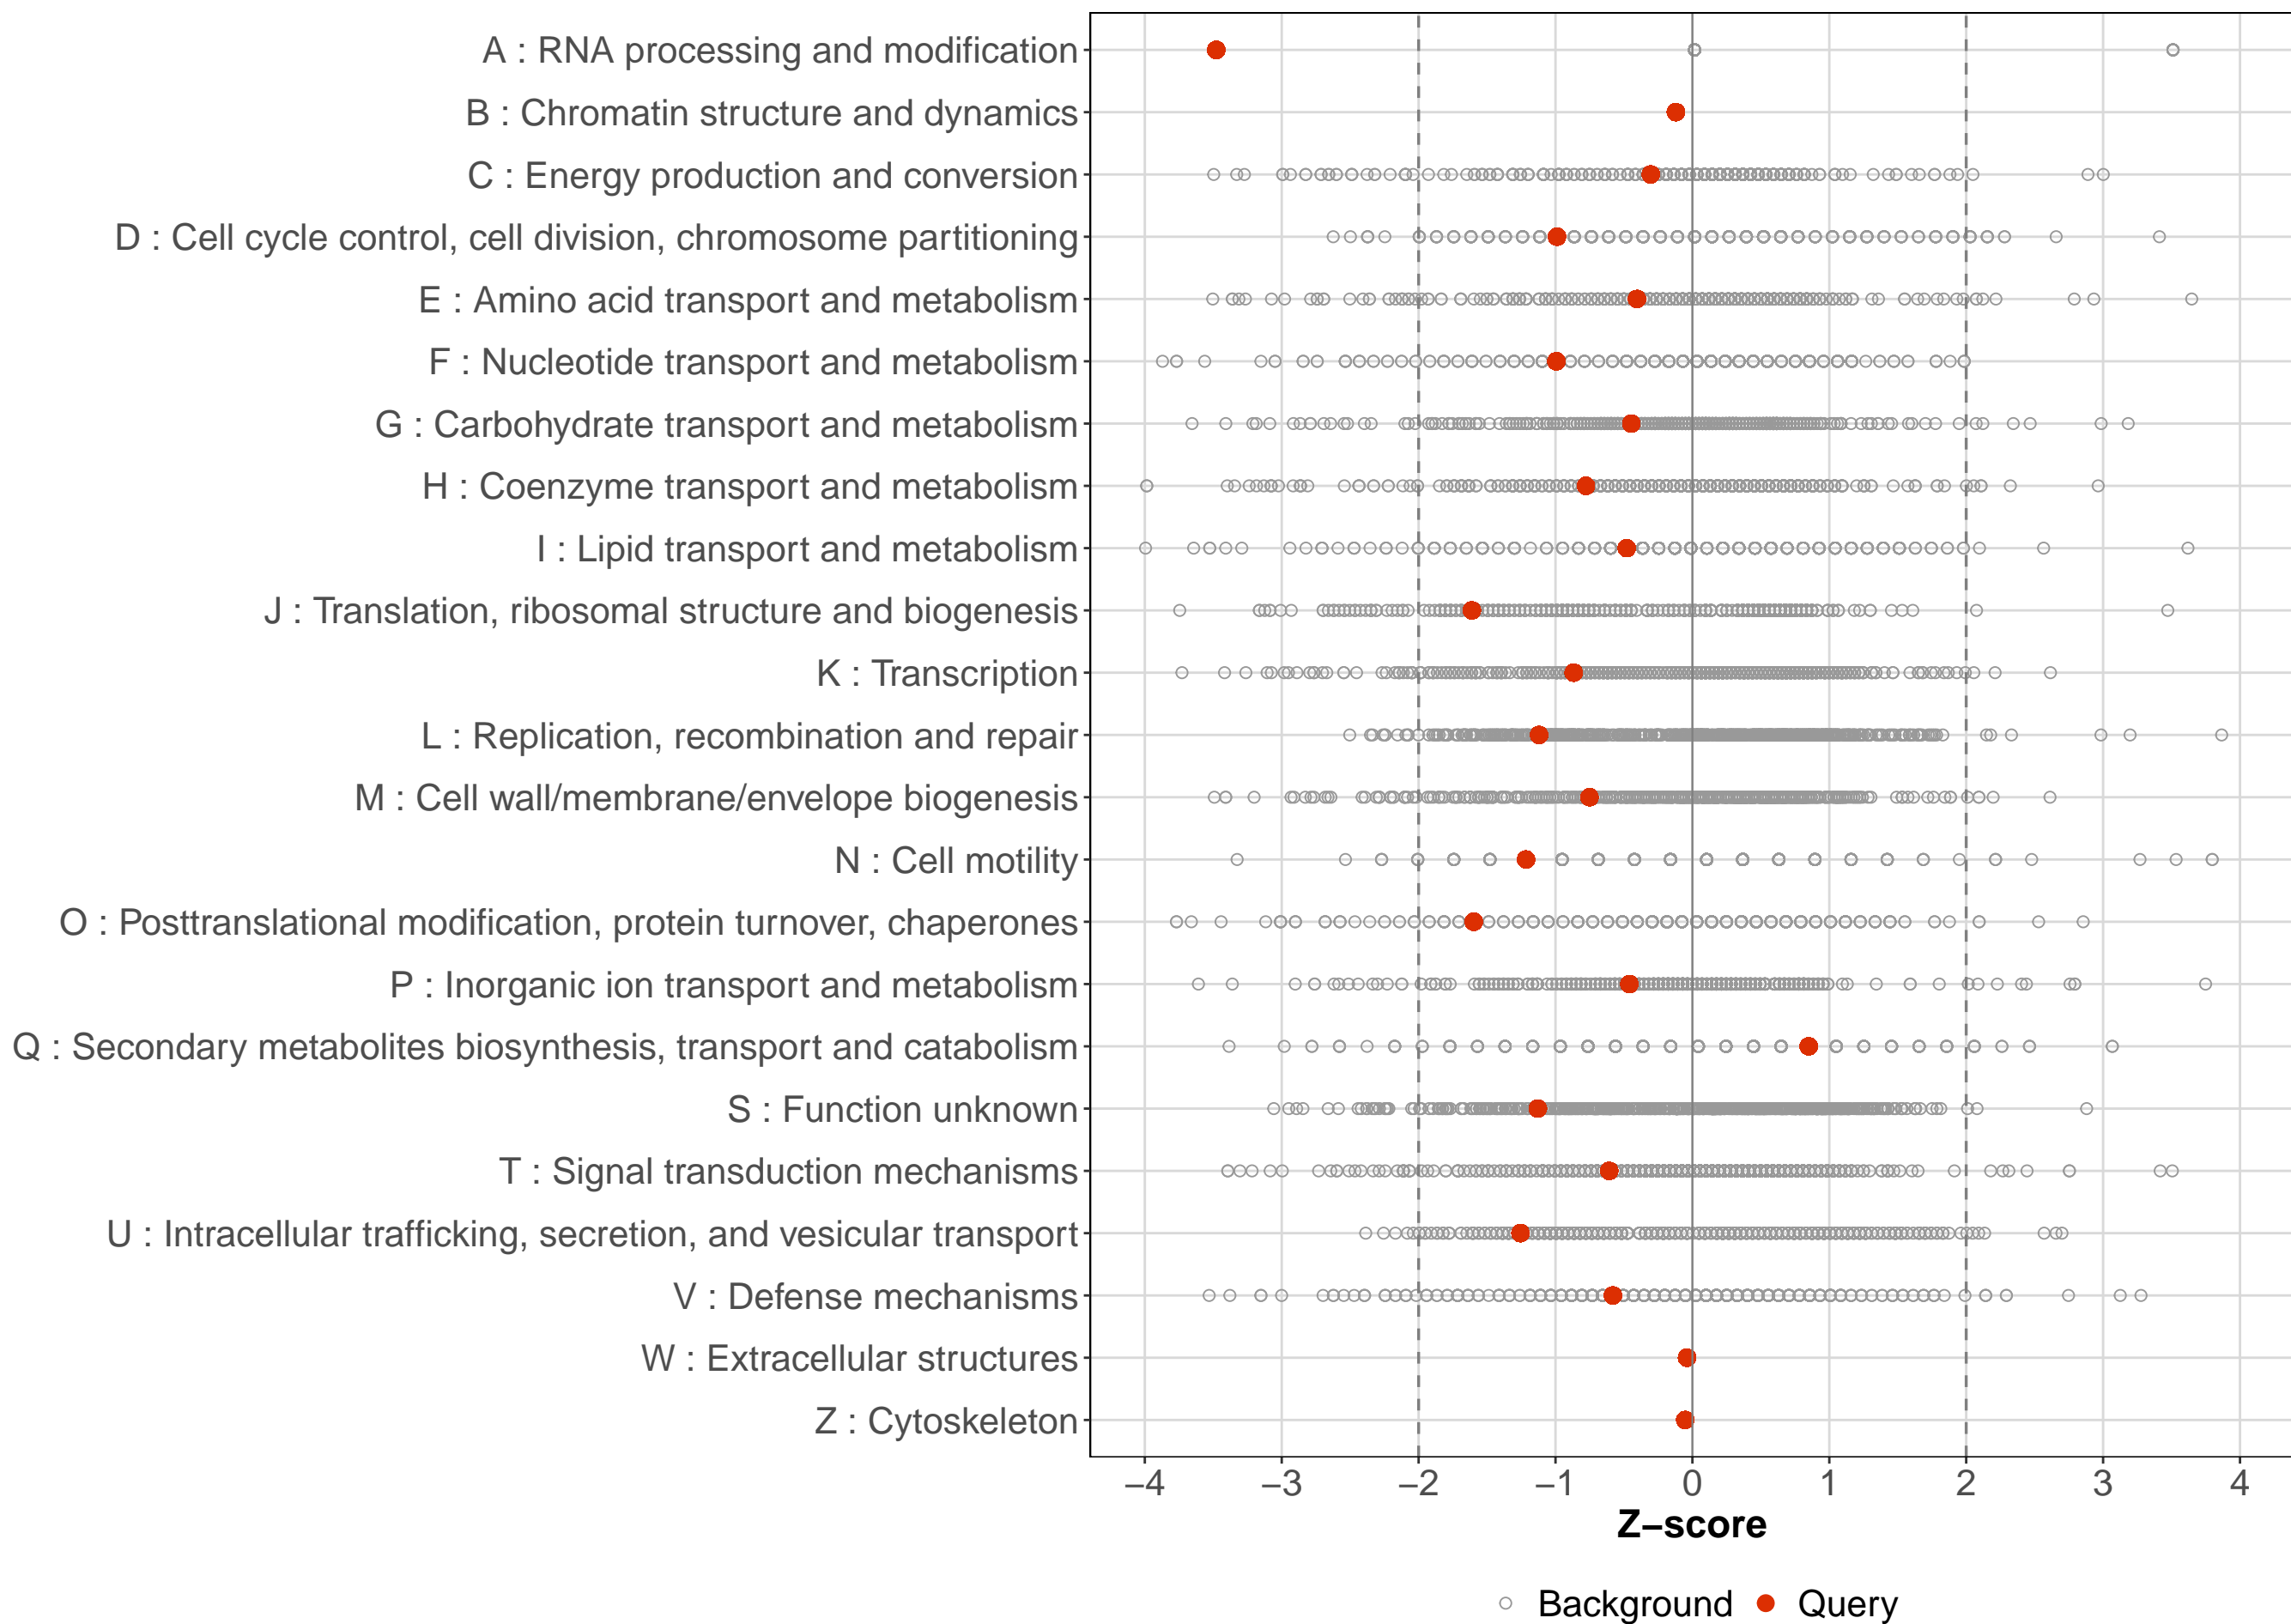 A : RNA processing and modification
B : Chromatin structure and dynamics
C : Energy production and conversion
D : Cell cycle control, cell division, chromosome partitioning
E : Amino acid transport and metabolism
F : Nucleotide transport and metabolism
G : Carbohydrate transport and metabolism
H : Coenzyme transport and metabolism
I : Lipid transport and metabolism
J : Translation, ribosomal structure and biogenesis
K : Transcription
L : Replication, recombination and repair
M : Cell wall/membrane/envelope biogenesis
N : Cell motility
O : Posttranslational modification, protein turnover, chaperones
P : Inorganic ion transport and metabolism
Q : Secondary metabolites biosynthesis, transport and catabolism
S : Function unknown
T : Signal transduction mechanisms
U : Intracellular trafficking, secretion, and vesicular transport
V : Defense mechanisms
W : Extracellular structures
Z : Cytoskeleton
−4 −3 −2 −1 0 1 2 3 4
Z−score
Background Query